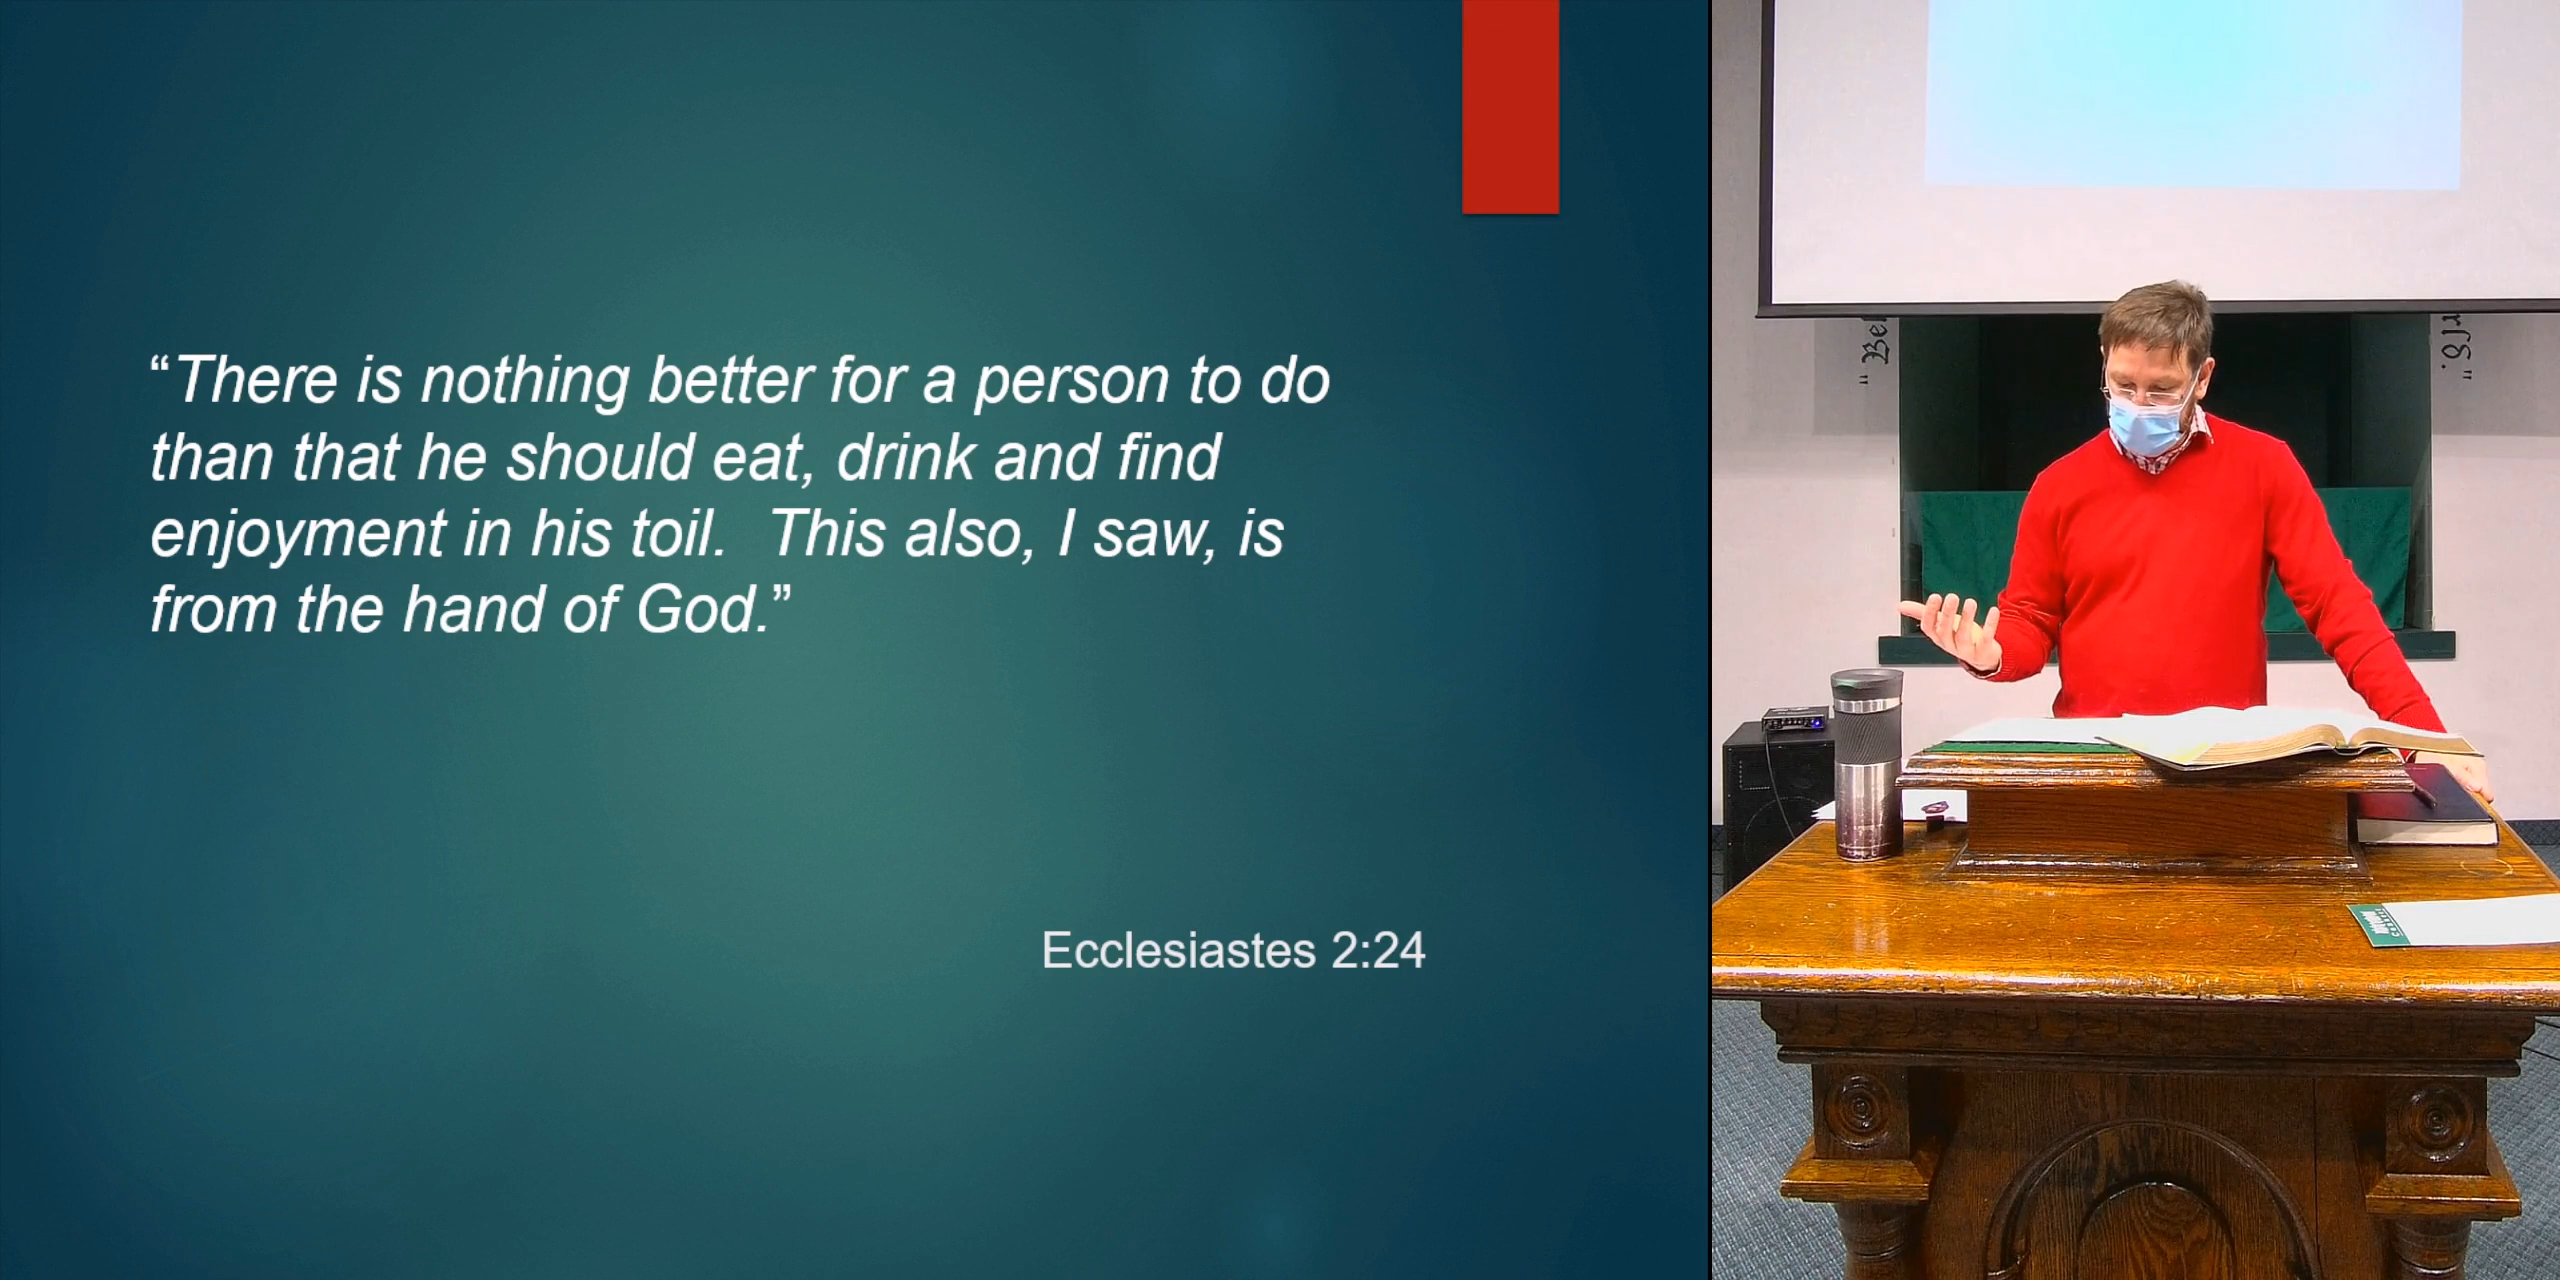 “There is nothing better for a person to do
than that he should eat, drink and find
enjoyment in his toil.  This also, I saw, is
from the hand of God.”
Ecclesiastes 2:24